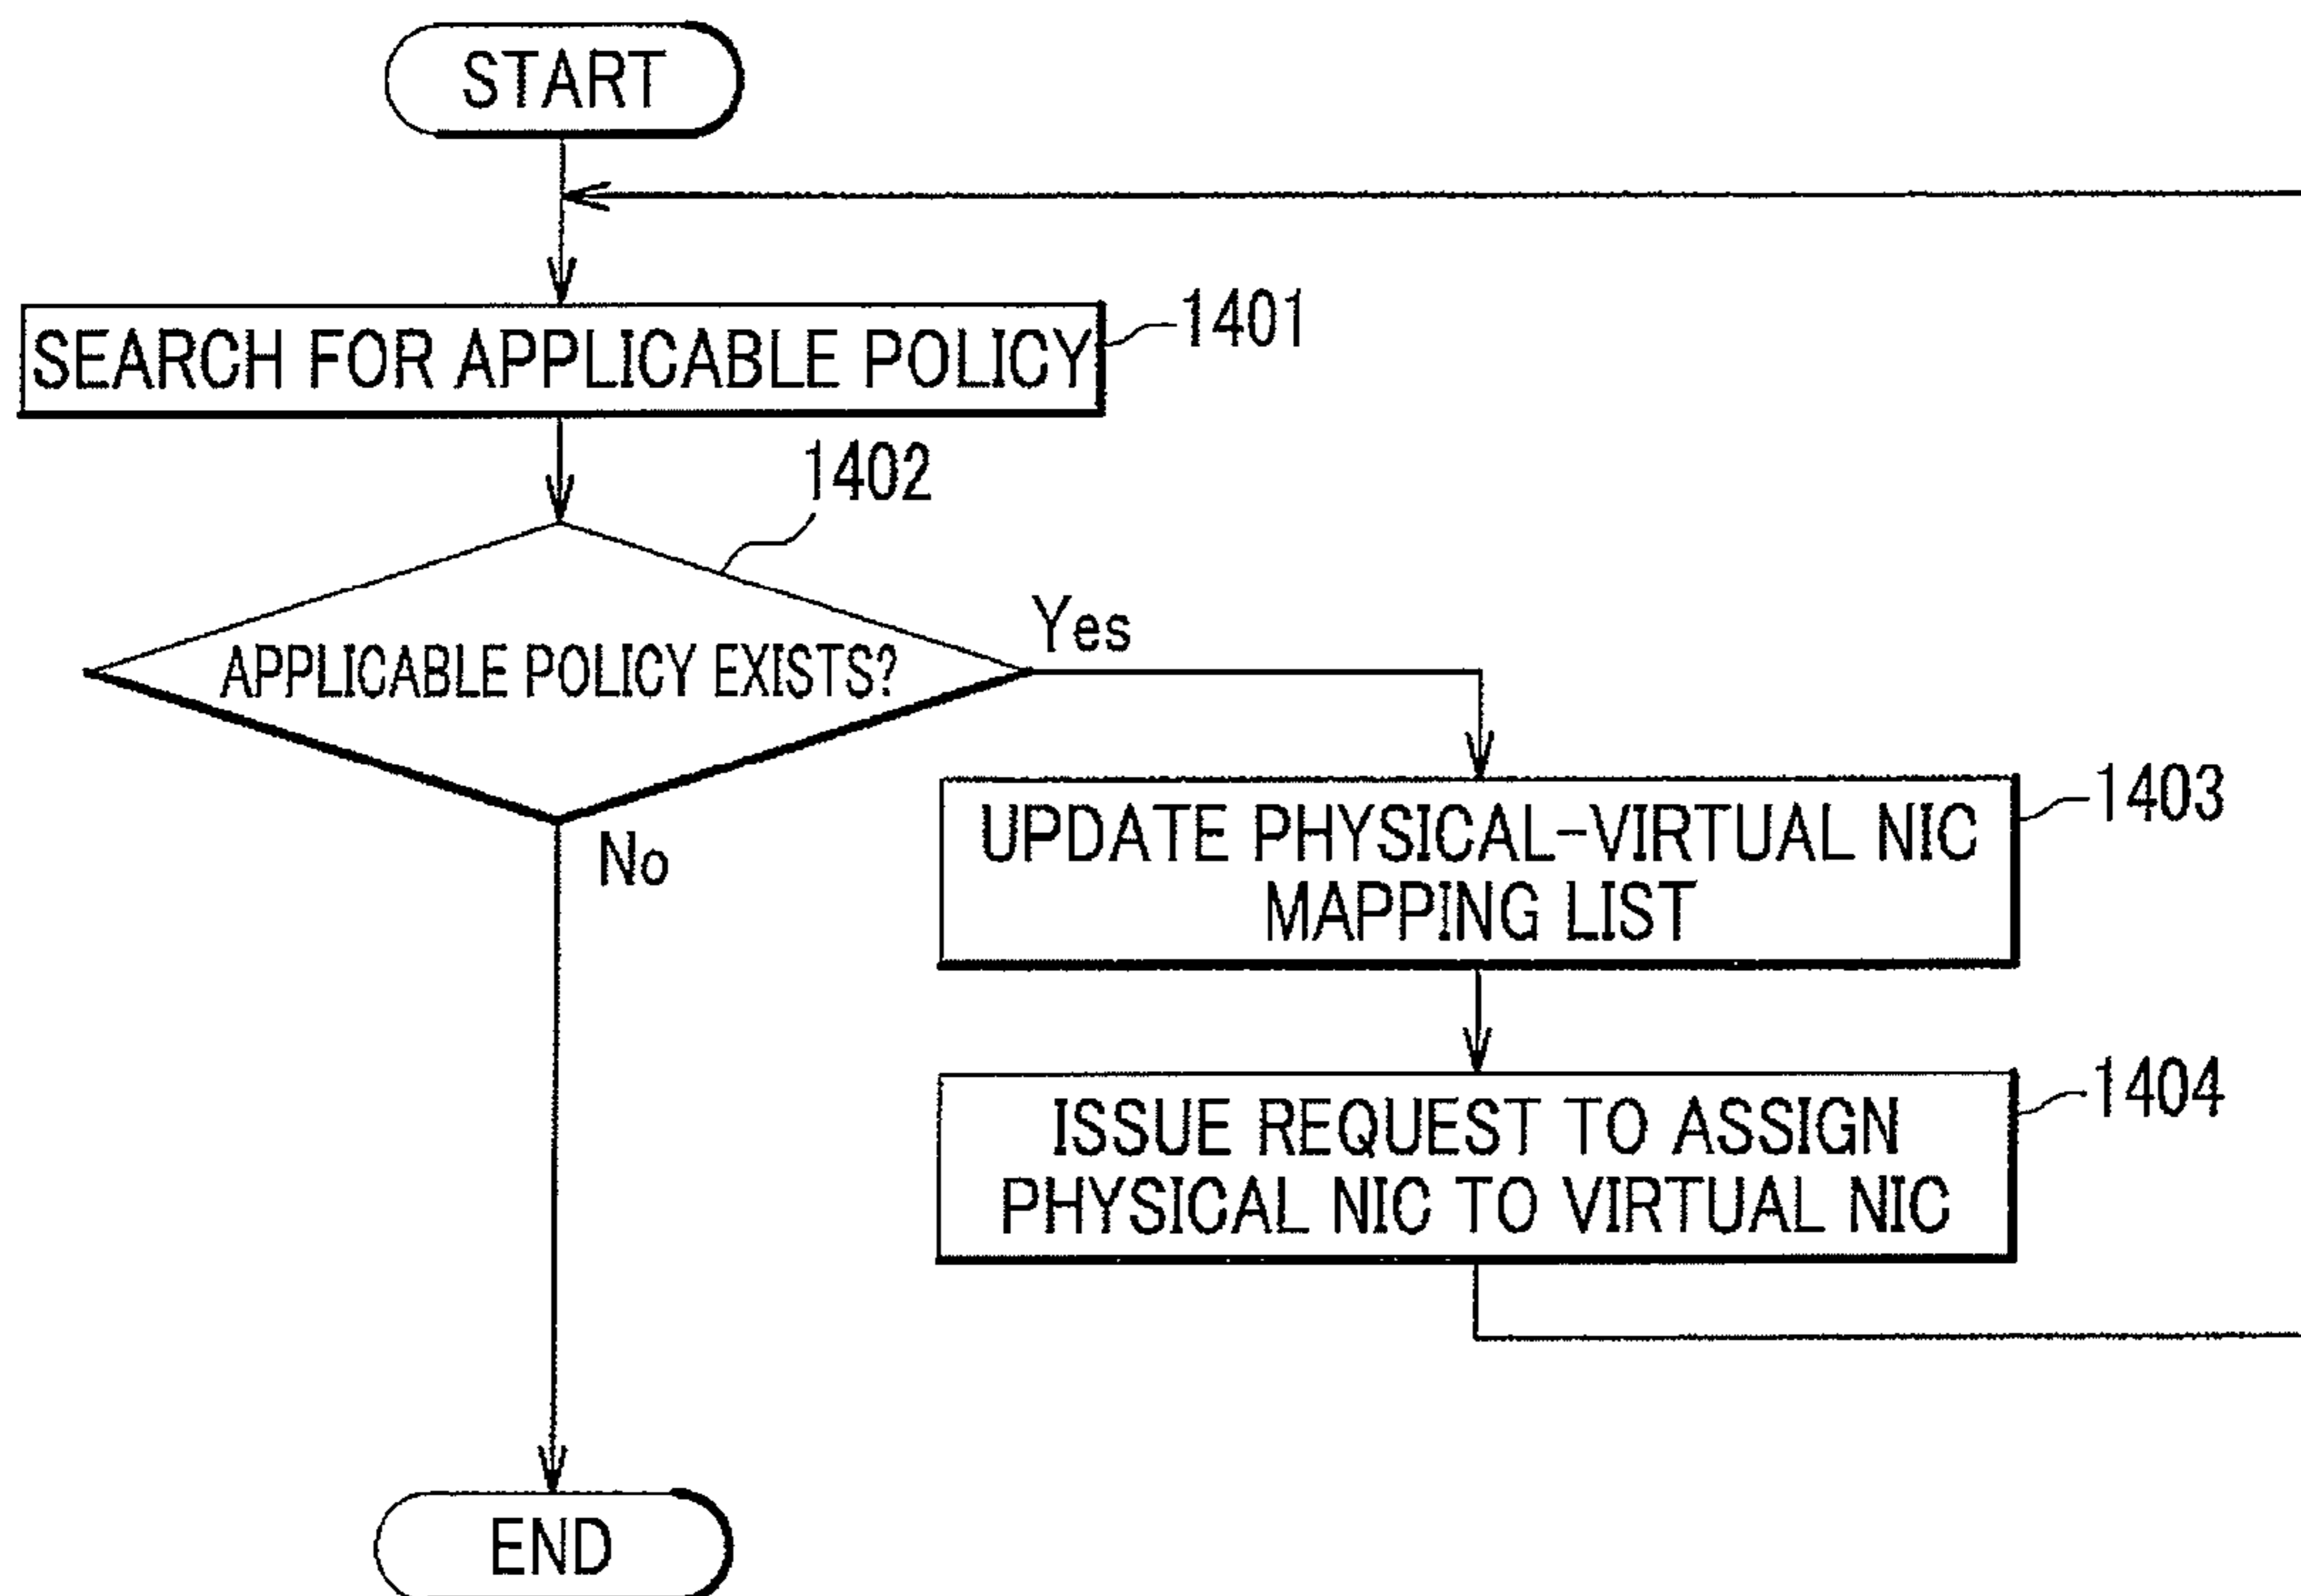 START
SEARCH FOR APPLICABLE POLICY
1401
1402
APPLICABLE POLICY EXISTS?
Yes
No
UPDATE PHYSICAL-VIRTUAL NIC
MAPPING LIST
1403
ISSUE REQUEST TO ASSIGN
PHYSICAL NIC TO VIRTUAL NIC
1404
END